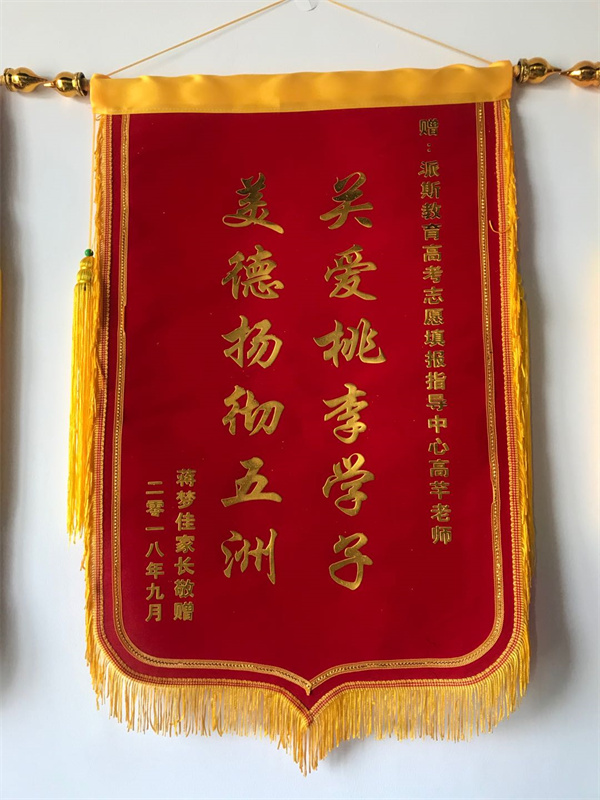 赠：派斯教育高考志愿填报指导中心高芊老师
关爱桃李学子
美德扬彻五洲
蒋梦佳家长敬赠
二零一八年九月